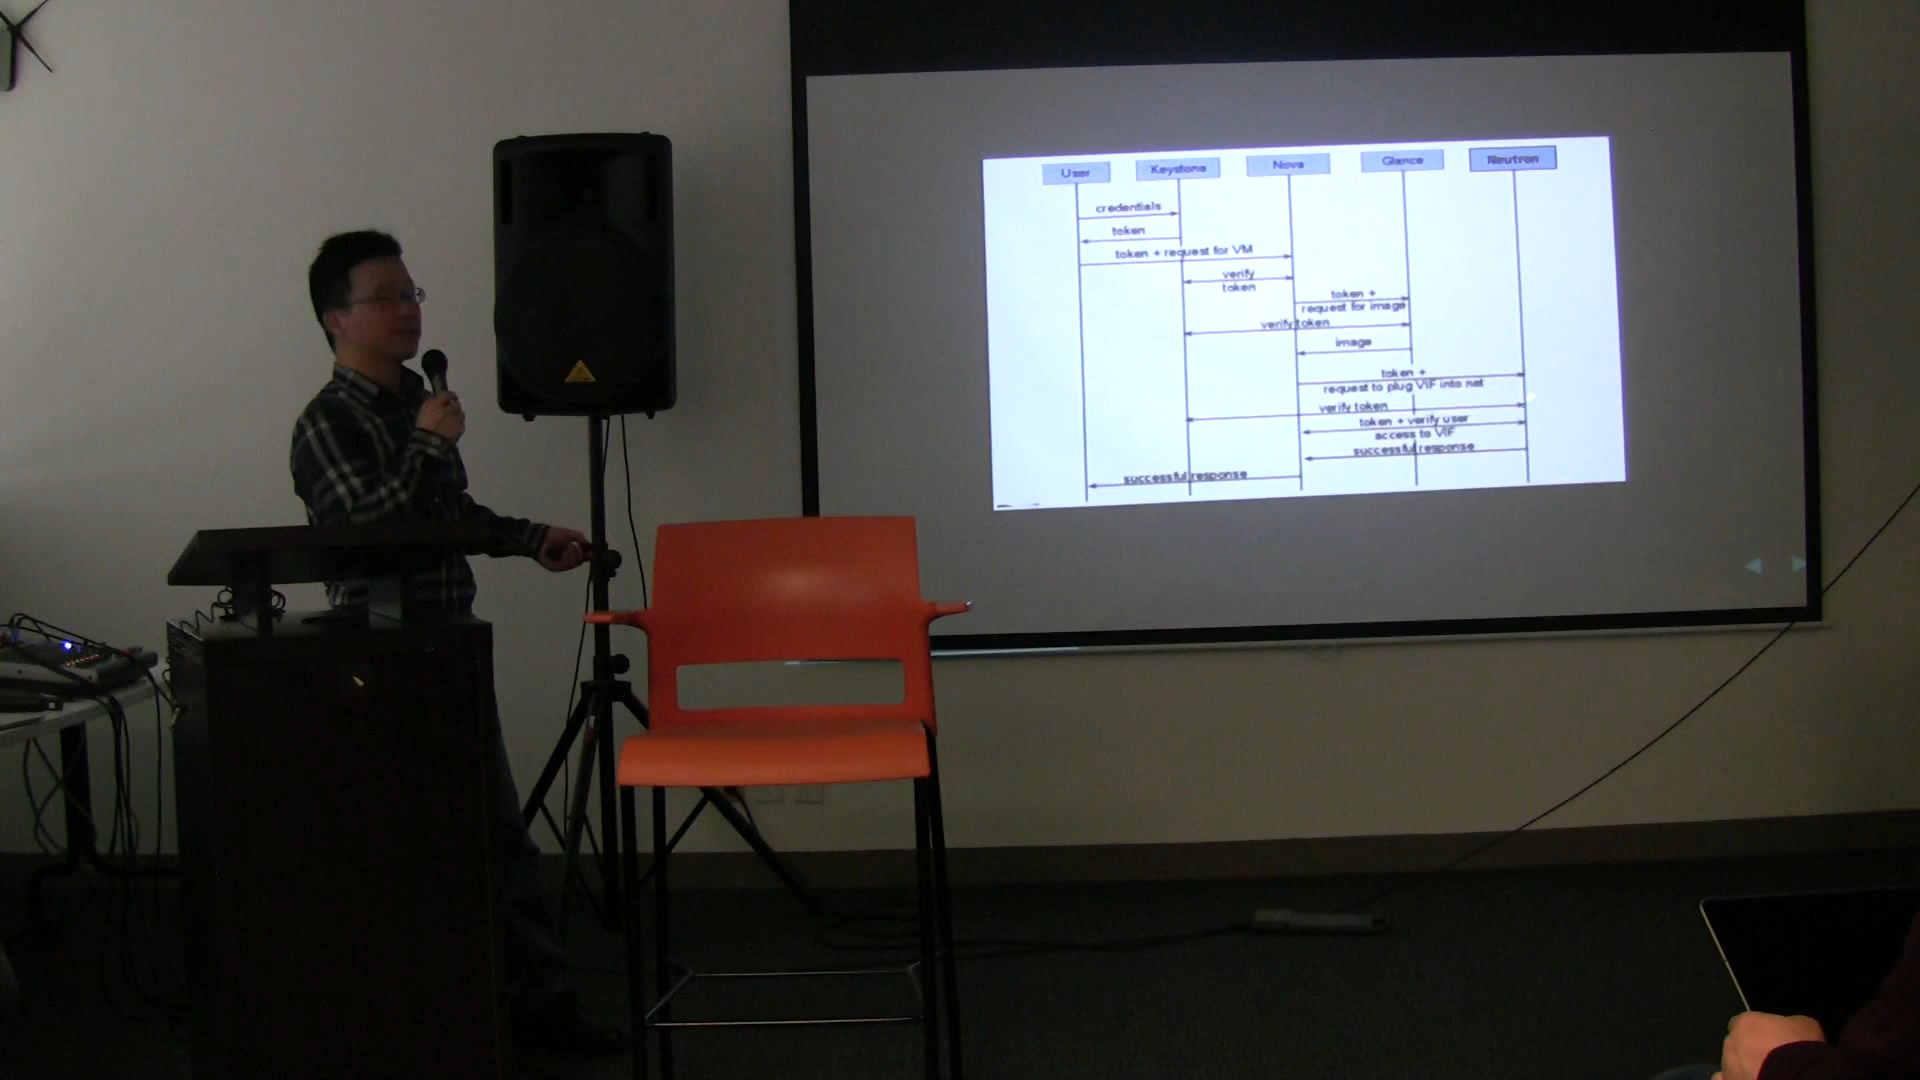 User Keystone Nova Glance Neutron
credentials
token
token + request for VM
verify
token
token +
request for image
verify token
image
token +
request to plug VIF into net
verify token
token + verify user
access to VIF
successful response
successful response